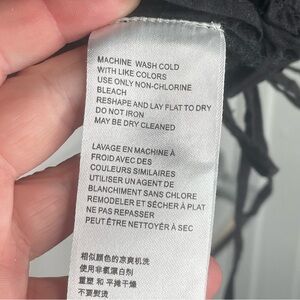 MACHINE WASH COLD
WITH LIKE COLORS
USE ONLY NON-CHLORINE
BLEACH
RESHAPE AND LAY FLAT TO DRY
DO NOT IRON
MAY BE DRY CLEANED
LAVAGE EN MACHINE À
FROID AVEC DES
COULEURS SIMILAIRES
UTILISER UN AGENT DE
BLANCHIMENT SANS CHLORE
REMODELER ET SÉCHER À PLAT
NE PAS REPASSER
PEUT ÊTRE NETTOYÉR À SEC
相似颜色的凉爽机洗
使用非氯漂白剂
重塑 和 平摊干燥
不要熨烫